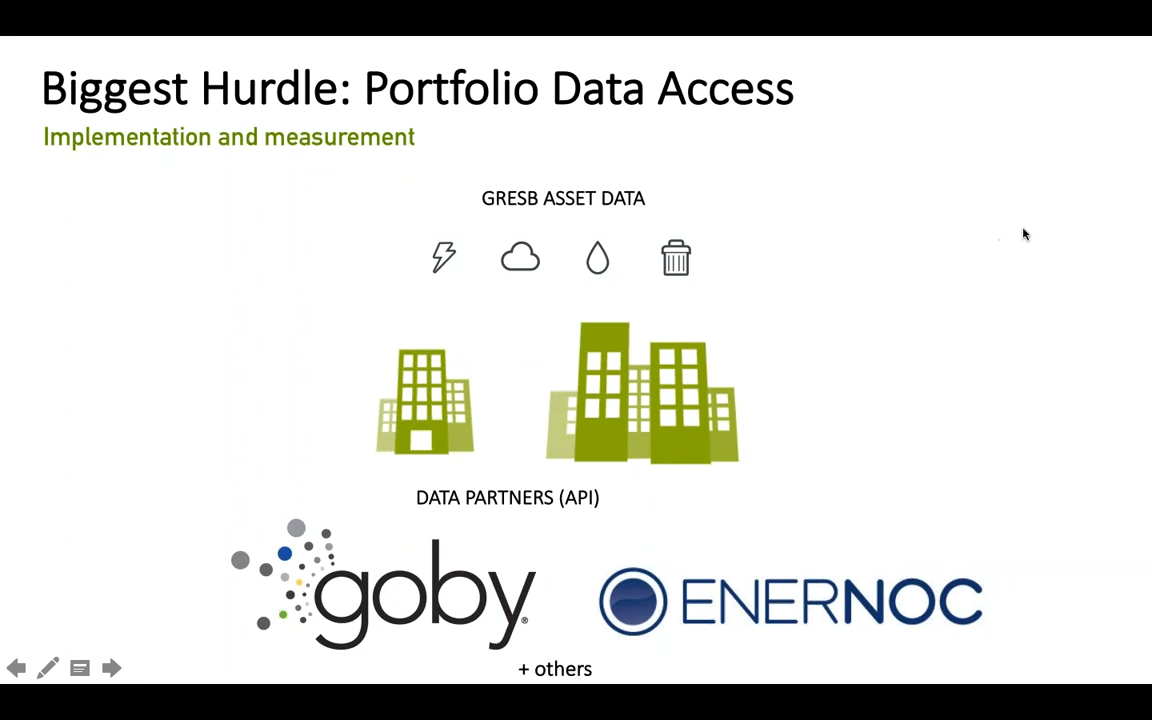 Biggest Hurdle: Portfolio Data Access
Implementation and measurement
GRESB ASSET DATA
DATA PARTNERS (API)
goby®
ENERNOC
+ others